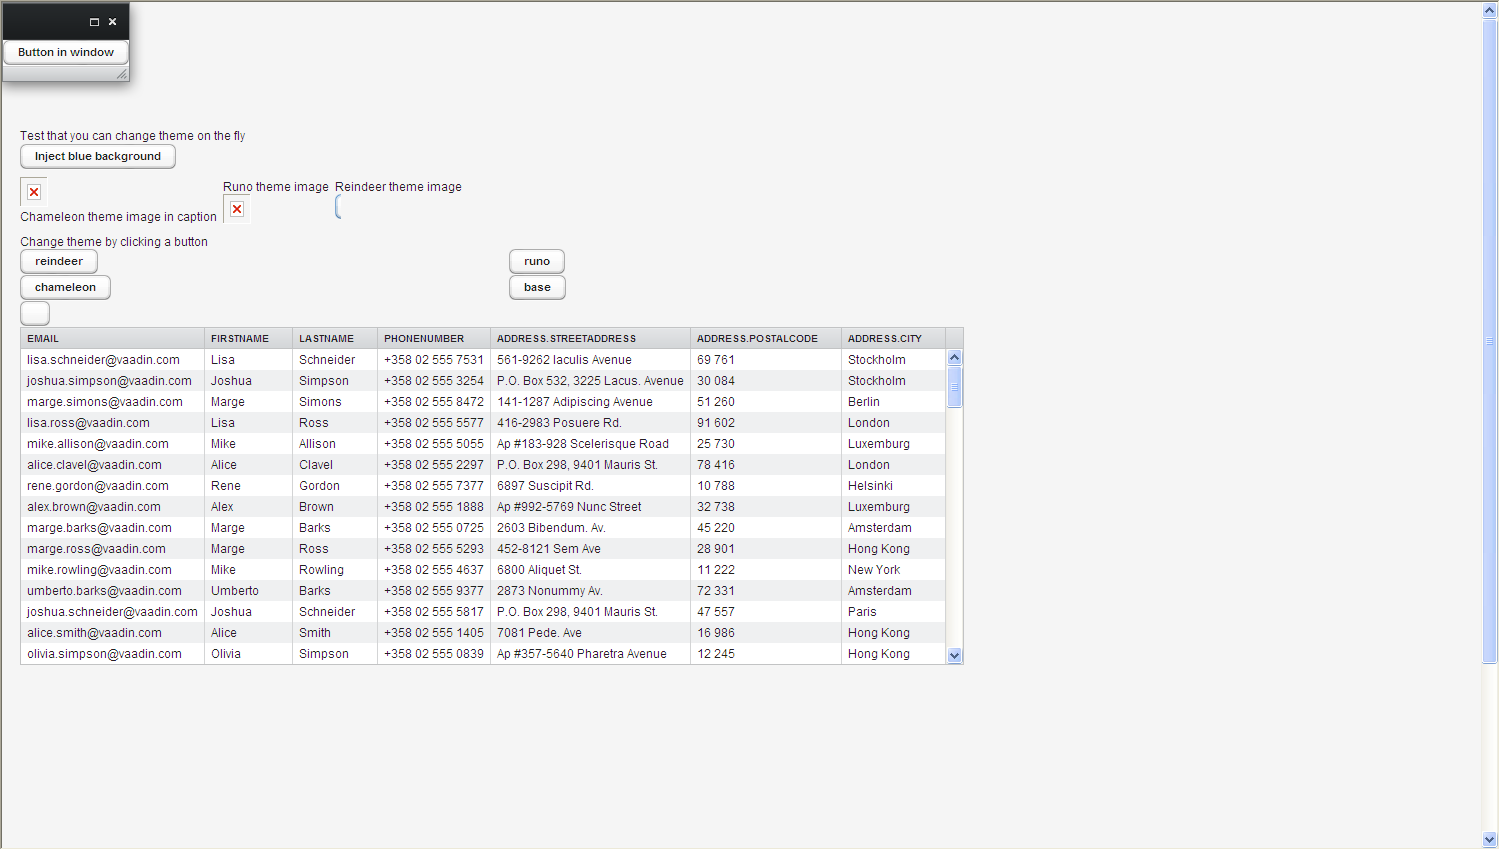 Button in window
Test that you can change theme on the fly
Inject blue background
Runo theme image Reindeer theme image
Chameleon theme image in caption
Change theme by clicking a button
reindeer runo
chameleon base
EMAIL FIRSTNAME LASTNAME PHONENUMBER ADDRESS.STREETADDRESS ADDRESS.POSTALCODE ADDRESS.CITY
lisa.schneider@vaadin.com Lisa Schneider +358 02 555 7531 561-9262 Iaculis Avenue 69 761 Stockholm
joshua.simpson@vaadin.com Joshua Simpson +358 02 555 3254 P.O. Box 532, 3225 Lacus. Avenue 30 084 Stockholm
marge.simons@vaadin.com Marge Simons +358 02 555 8472 141-1287 Adipiscing Avenue 51 260 Berlin
lisa.ross@vaadin.com Lisa Ross +358 02 555 5577 416-2983 Posuere Rd. 91 602 London
mike.allison@vaadin.com Mike Allison +358 02 555 5055 Ap #183-928 Scelerisque Road 25 730 Luxemburg
alice.clavel@vaadin.com Alice Clavel +358 02 555 2297 P.O. Box 298, 9401 Mauris St. 78 416 London
rene.gordon@vaadin.com Rene Gordon +358 02 555 7377 6897 Suscipit Rd. 10 788 Helsinki
alex.brown@vaadin.com Alex Brown +358 02 555 1888 Ap #992-5769 Nunc Street 32 738 Luxemburg
marge.barks@vaadin.com Marge Barks +358 02 555 0725 2603 Bibendum. Av. 45 220 Amsterdam
marge.ross@vaadin.com Marge Ross +358 02 555 5293 452-8121 Sem Ave 28 901 Hong Kong
mike.rowling@vaadin.com Mike Rowling +358 02 555 4637 6800 Aliquet St. 11 222 New York
umberto.barks@vaadin.com Umberto Barks +358 02 555 9377 2873 Nonummy Av. 72 331 Amsterdam
joshua.schneider@vaadin.com Joshua Schneider +358 02 555 5817 P.O. Box 298, 9401 Mauris St. 47 557 Paris
alice.smith@vaadin.com Alice Smith +358 02 555 1405 7081 Pede. Ave 16 986 Hong Kong
olivia.simpson@vaadin.com Olivia Simpson +358 02 555 0839 Ap #357-5640 Pharetra Avenue 12 245 Hong Kong